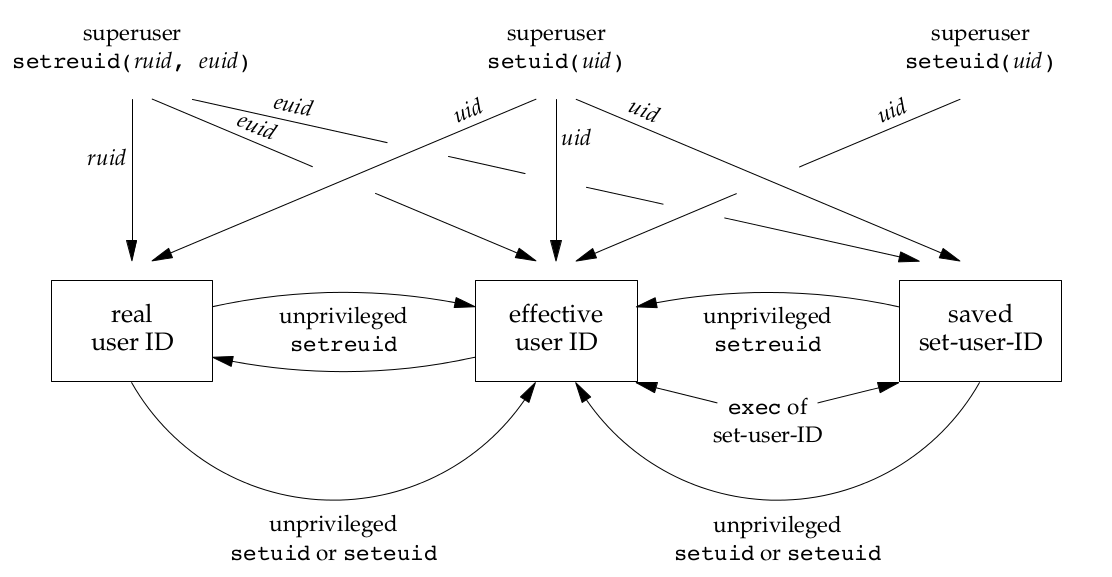 superuser
setreuid(ruid, euid)
superuser
setuid(uid)
superuser
seteuid(uid)
euid
euid
ruid
uid
uid
uid
uid
real
user ID
unprivileged
setreuid
effective
user ID
unprivileged
setreuid
saved
set-user-ID
exec of
set-user-ID
unprivileged
setuid or seteuid
unprivileged
setuid or seteuid